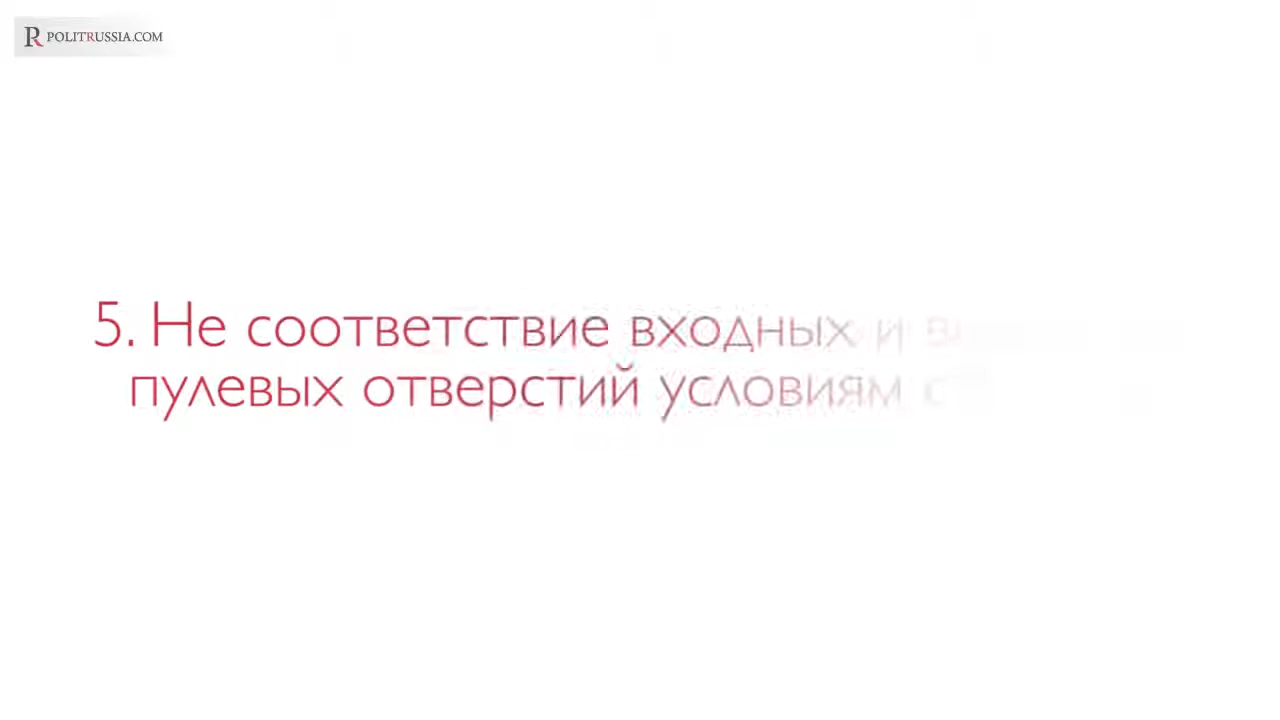 POLITRUSSIA.COM
5. Не соответствие входных и
пулевых отверстий условиям